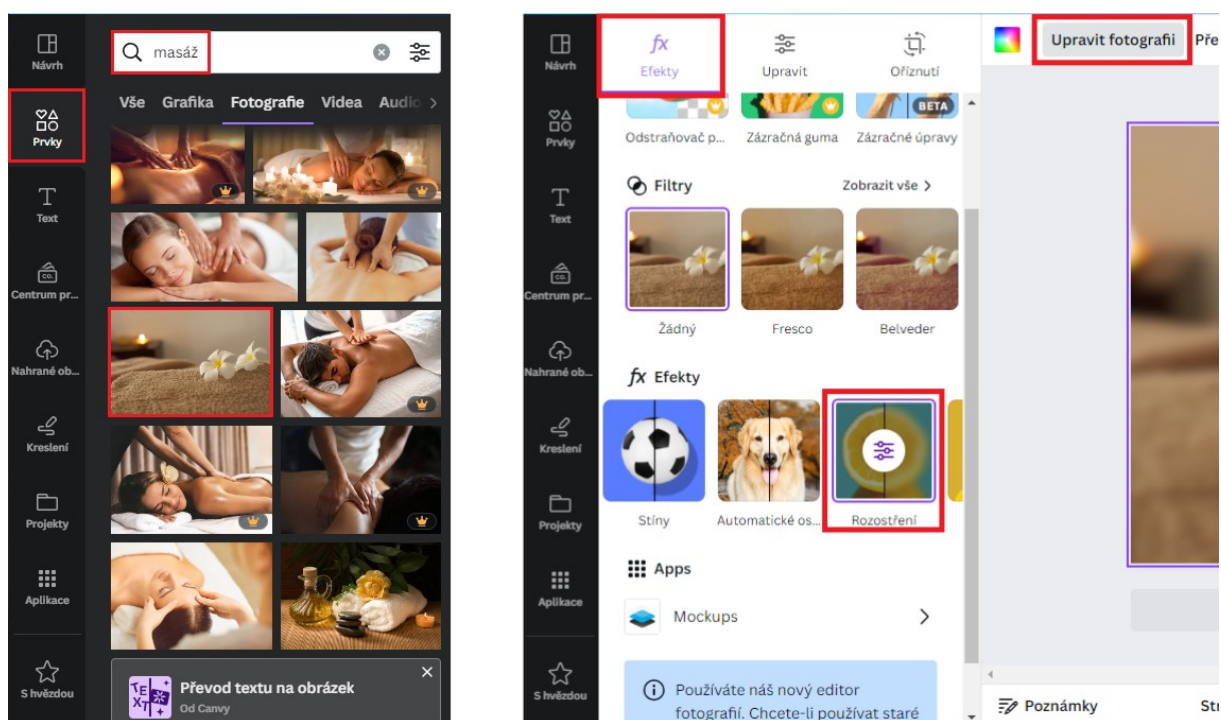 Návrh
Prvky
Text
Centrum pr...
Nahrané ob...
Kreslení
Projekty
Aplikace
S hvězdou
masáž
Vše Grafika Fotografie Videa Audio
Převod textu na obrázek
Od Canvy
TEXT
Návrh
Prvky
Text
Centrum pr...
Nahrané ob...
Kreslení
Projekty
Aplikace
S hvězdou
fx
Efekty
Upravit
Oříznutí
BETA
Odstraňovač p...
Zázračná guma
Zázračné úpravy
Filtry
Zobrazit vše
Žádný
Fresco
Belveder
fx Efekty
Stíny
Automatické os...
Rozostření
Apps
Mockups
Používáte náš nový editor
fotografií. Chcete-li používat staré
Upravit fotografii
Pře
Poznámky